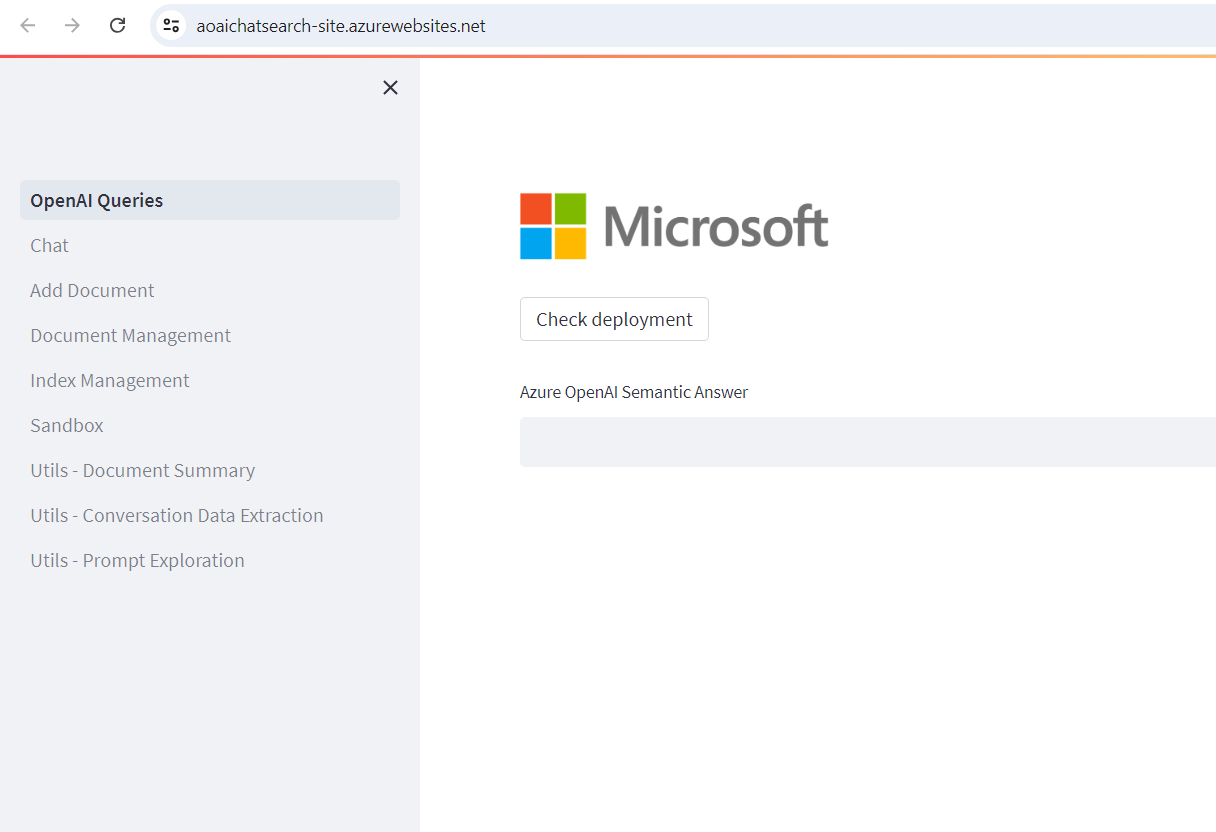 aoaichatsearch-site.azurewebsites.net
OpenAI Queries
Chat
Add Document
Document Management
Index Management
Sandbox
Utils - Document Summary
Utils - Conversation Data Extraction
Utils - Prompt Exploration
Microsoft
Check deployment
Azure OpenAI Semantic Answer